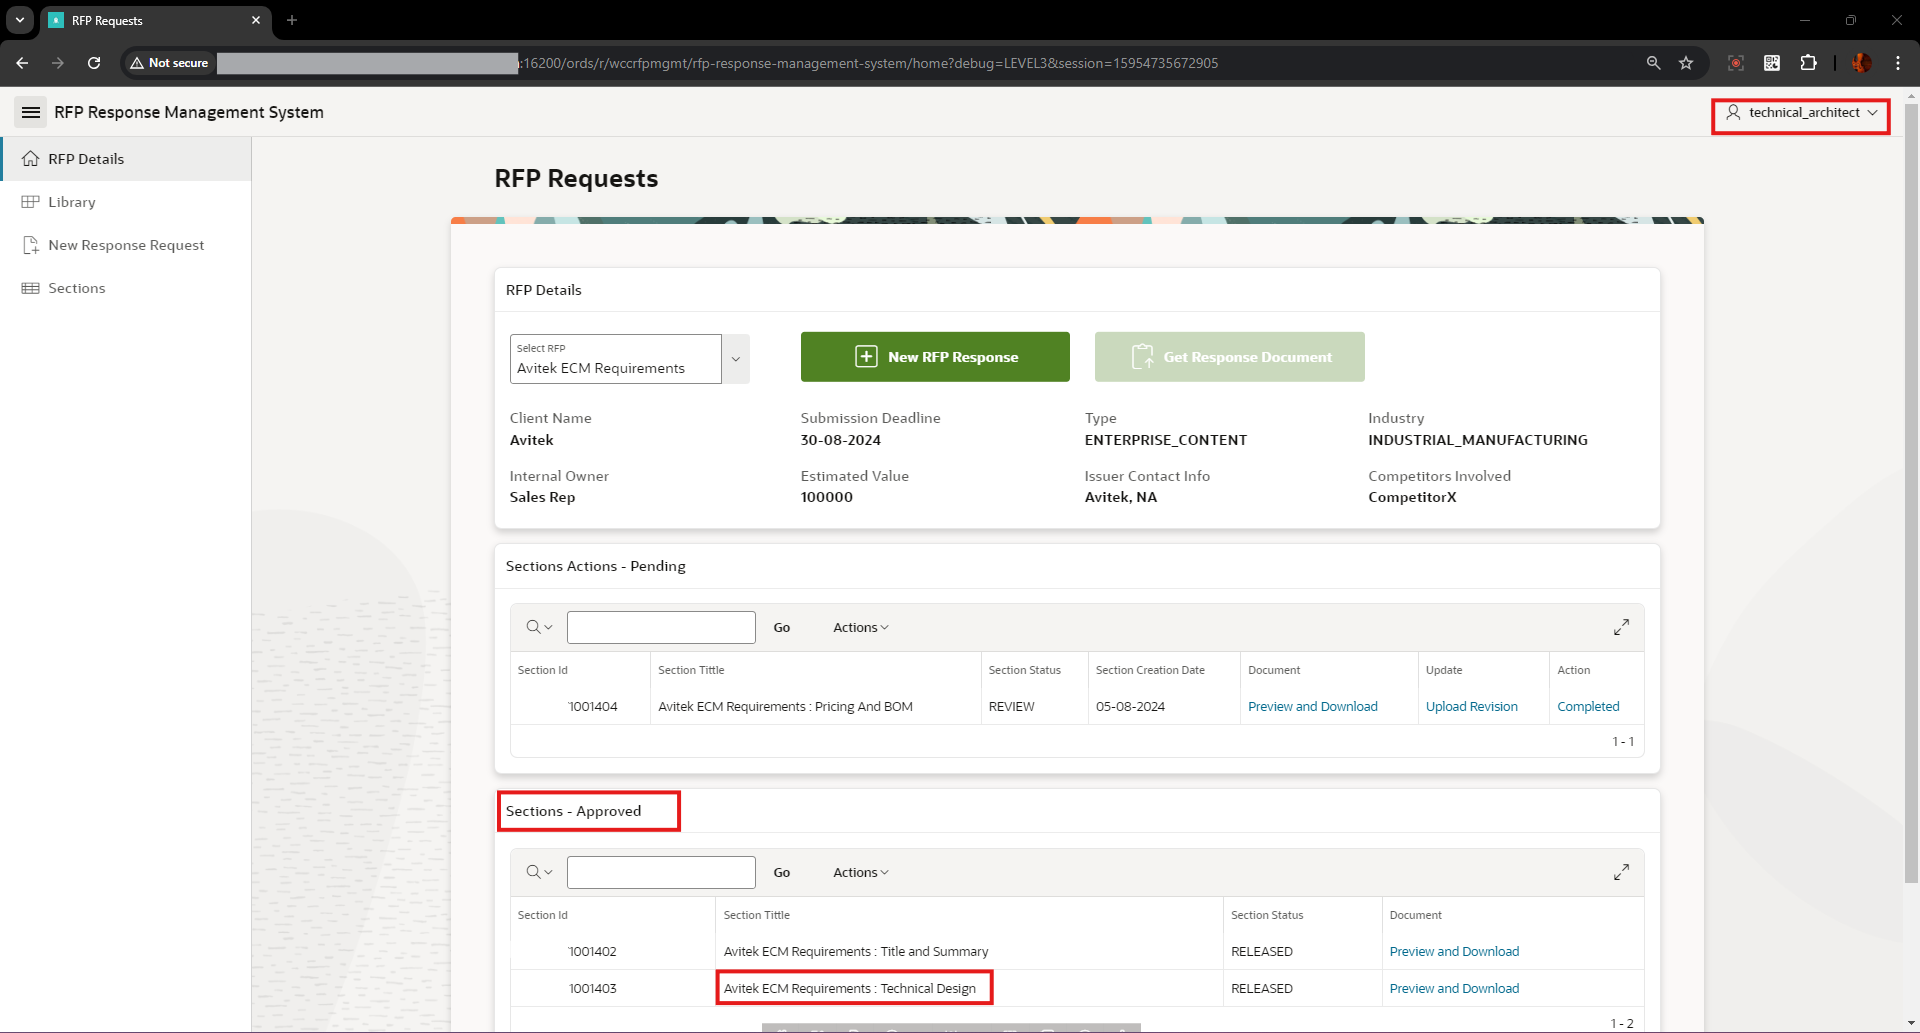 RFP Requests
Not secure
:16200/ords/r/wccrfpmgmt/rfp-response-management-system/home?debug=LEVEL3&session=15954735672905
RFP Response Management System
technical_architect
RFP Details
Library
New Response Request
Sections
RFP Requests
RFP Details
Select RFP
Avitek ECM Requirements
New RFP Response
Get Response Document
Client Name
Submission Deadline
Type
Industry
Avitek
30-08-2024
ENTERPRISE_CONTENT
INDUSTRIAL_MANUFACTURING
Internal Owner
Estimated Value
Issuer Contact Info
Competitors Involved
Sales Rep
100000
Avitek, NA
CompetitorX
Sections Actions - Pending
Go
Actions
Section Id
Section Tittle
Section Status
Section Creation Date
Document
Update
Action
1001404
Avitek ECM Requirements : Pricing And BOM
REVIEW
05-08-2024
Preview and Download
Upload Revision
Completed
1 - 1
Sections - Approved
Go
Actions
Section Id
Section Tittle
Section Status
Document
1001402
Avitek ECM Requirements : Title and Summary
RELEASED
Preview and Download
1001403
Avitek ECM Requirements : Technical Design
RELEASED
Preview and Download
1 - 2